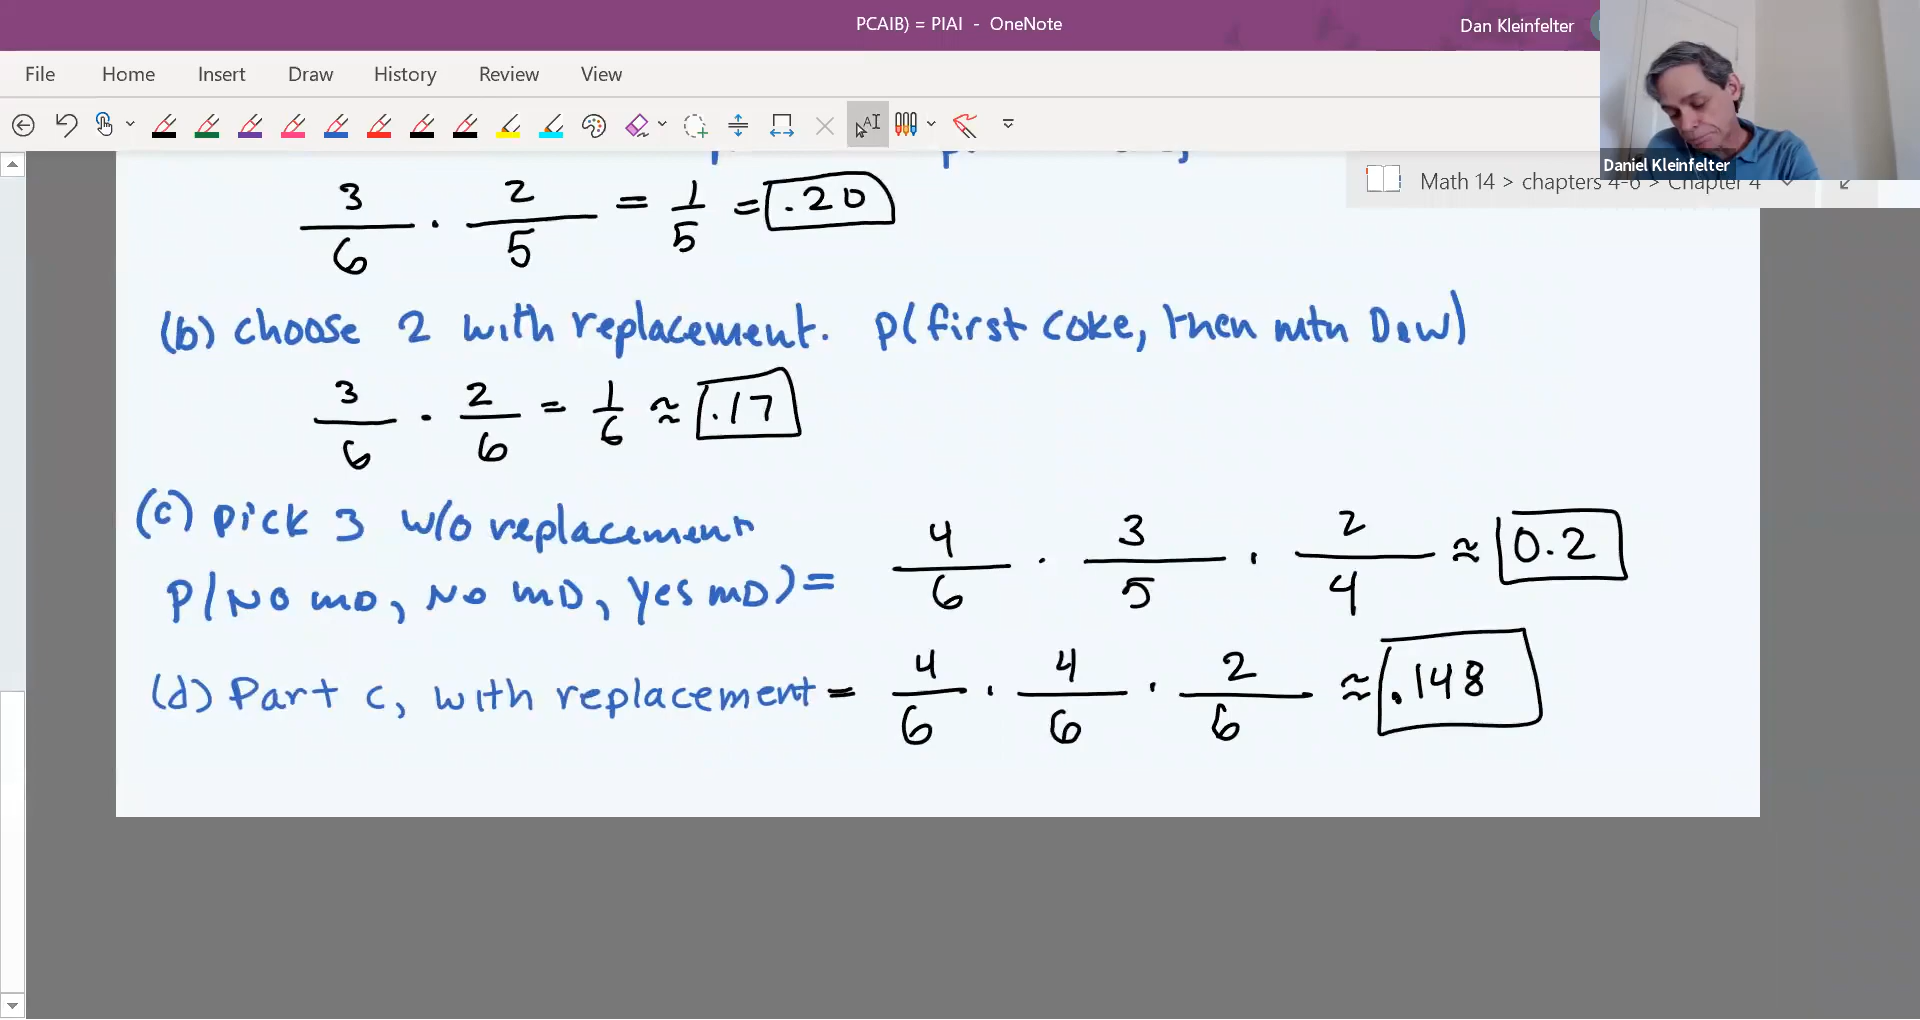 PCAIB) = PIAI - OneNote
Dan Kleinfelter
File Home Insert Draw History Review View
Daniel Kleinfelter
Math 14 > chapters 4-6 > Chapter 4
3/6 · 2/5 = 1/5 = .20
(b) choose 2 with replacement. P(first coke, then mtn Dew)
3/6 · 2/6 = 1/6 ≈ .17
(c) pick 3 w/o replacement
P(No MD, No MD, Yes MD) = 4/6 · 3/5 · 2/4 ≈ 0.2
(d) Part c, with replacement = 4/6 · 4/6 · 2/6 ≈ .148